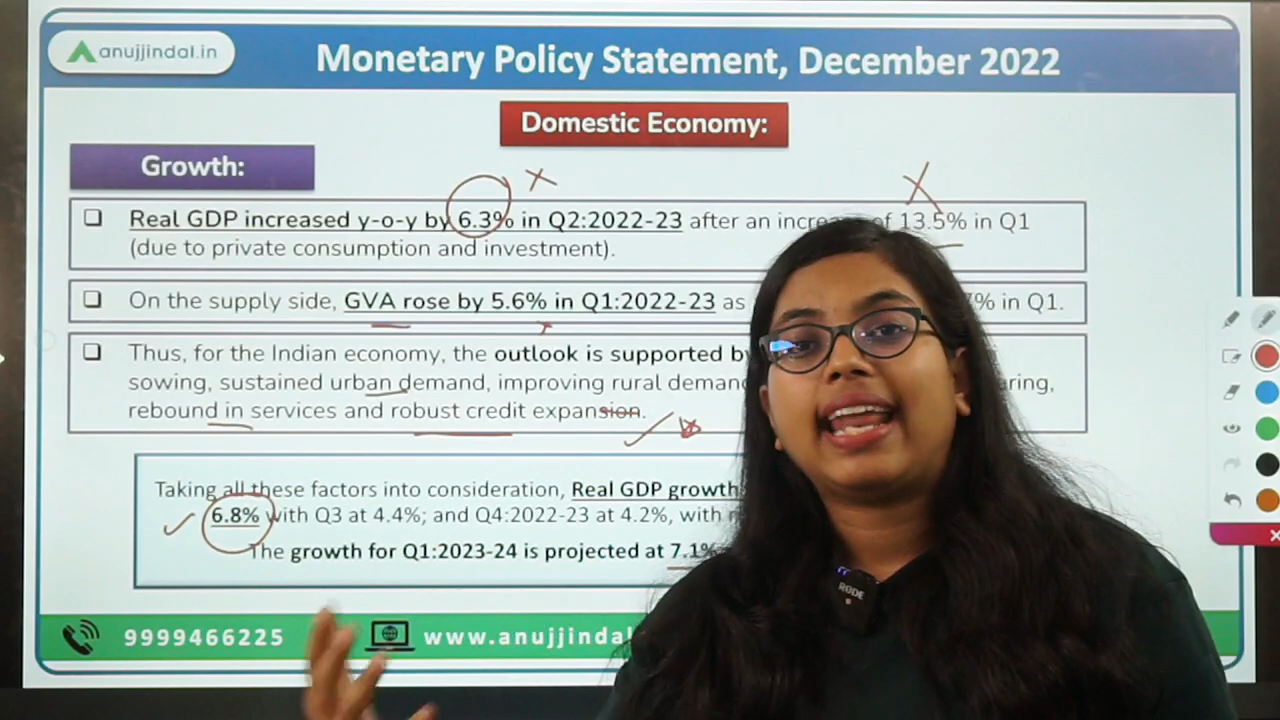 anujjindal.in
Monetary Policy Statement, December 2022
Domestic Economy:
Growth:
Real GDP increased y-o-y by 6.3% in Q2:2022-23 after an of 13.5% in Q1
(due to private consumption and investment).
On the supply side, GVA rose by 5.6% in Q1:2022-23 as 7% in Q1.
Thus, for the Indian economy, the outlook is supported by
sowing, sustained urban demand, improving rural
rebound in services and robust credit expansion.
Taking all these factors into consideration, Real GDP growth
6.8% with Q3 at 4.4%; and Q4:2022-23 at 4.2%, with
The growth for Q1:2023-24 is projected at 7.1%
9999466225
RODE